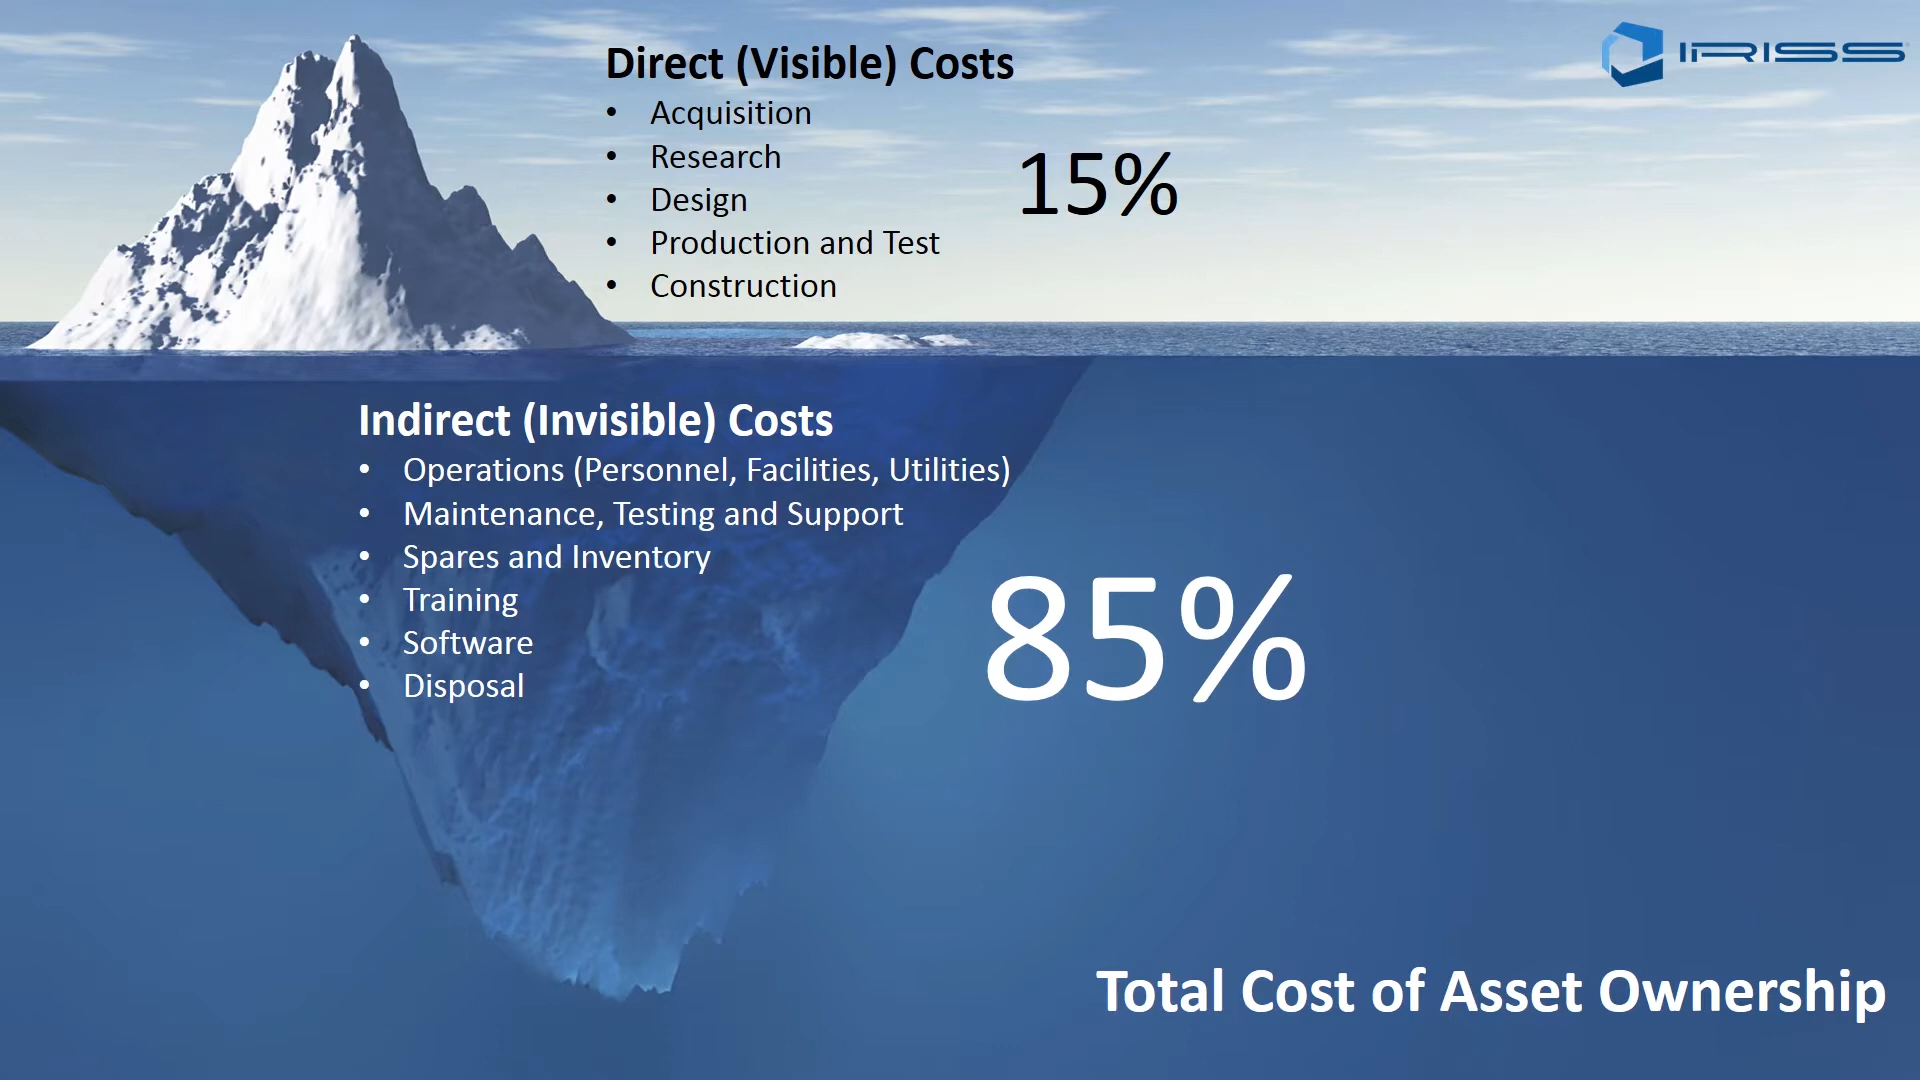 Direct (Visible) Costs
• Acquisition
• Research
• Design
• Production and Test
• Construction
15%
IRISS
Indirect (Invisible) Costs
• Operations (Personnel, Facilities, Utilities)
• Maintenance, Testing and Support
• Spares and Inventory
• Training
• Software
• Disposal
85%
Total Cost of Asset Ownership